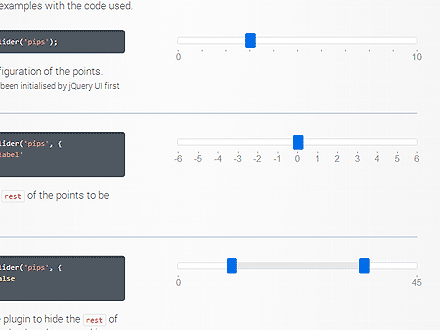 examples with the code used.
lider('pips');
0 10
figuration of the points.
been initialised by jQuery UI first
lider('pips', {
label'
-6 -5 -4 -3 -2 -1 0 1 2 3 4 5 6
rest of the points to be
lider('pips', {
alse
0 45
plugin to hide the rest of